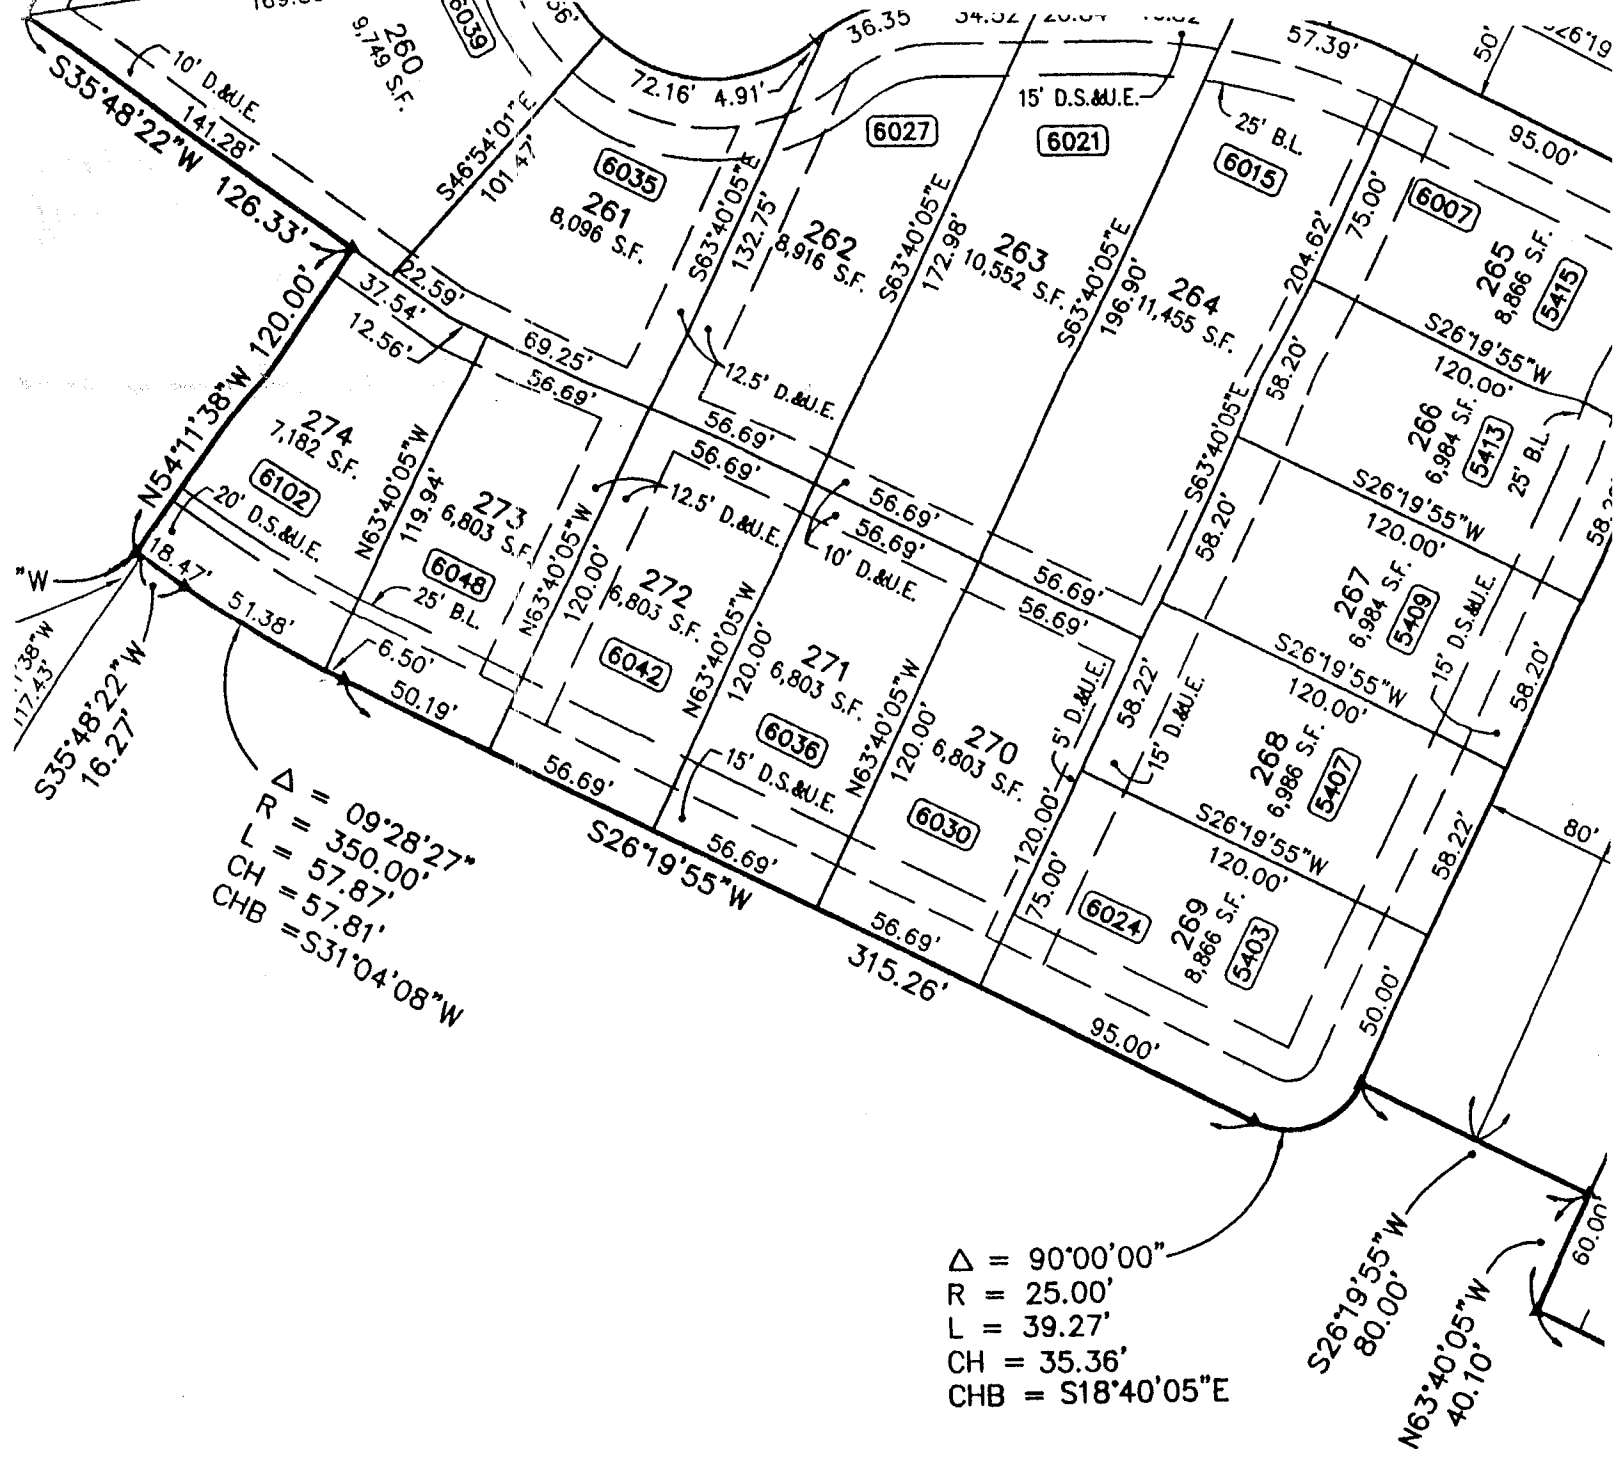 36.35
57.39'
50'
6039
260
9,749 S.F.
S35°48'22"W 126.33'
10' D.&U.E.
141.28'
72.16' 4.91'
15' D.S.&U.E.
95.00'
S46°54'01"E
101.47'
6035
261
8,096 S.F.
S63°40'05"E
132.75'
6027
262
8,916 S.F.
S63°40'05"E
172.98'
6021
263
10,552 S.F.
S63°40'05"E
196.90'
25' B.L.
6015
264
11,455 S.F.
204.62'
75.00'
6007
265
8,866 S.F.
5415
S26°19'55"W
120.00'
22.59'
37.54'
12.56'
69.25'
56.69'
12.5' D.&U.E.
N54°11'38"W 120.00'
274
7,182 S.F.
6102
20' D.S.&U.E.
18.47'
51.38'
N63°40'05"W
119.94'
273
6,803 S.F.
6048
25' B.L.
6.50'
50.19'
N63°40'05"W
120.00'
12.5' D.&U.E.
272
6,803 S.F.
6042
56.69'
56.69'
56.69'
N63°40'05"W
120.00'
271
6,803 S.F.
6036
15' D.S.&U.E.
56.69'
56.69'
56.69'
10' D.&U.E.
N63°40'05"W
120.00'
270
6,803 S.F.
6030
56.69'
56.69'
56.69'
5' D.&U.E.
120.00'
S63°40'05"E
58.20'
58.20'
58.22'
75.00'
15' D.&U.E.
266
6,984 S.F.
5413
25' B.L.
S26°19'55"W
120.00'
267
6,984 S.F.
5409
15' D.S.&U.E.
58.20'
S26°19'55"W
120.00'
268
6,986 S.F.
5407
58.22'
S26°19'55"W
120.00'
6024
269
8,866 S.F.
5403
50.00'
95.00'
80'
S26°19'55"W 315.26'
"W
117.43'
S35°48'22"W
16.27'
Δ = 09°28'27"
R = 350.00'
L = 57.87'
CH = 57.81'
CHB = S31°04'08"W
Δ = 90°00'00"
R = 25.00'
L = 39.27'
CH = 35.36'
CHB = S18°40'05"E
S26°19'55"W
80.00'
N63°40'05"W
40.10'
60.00'